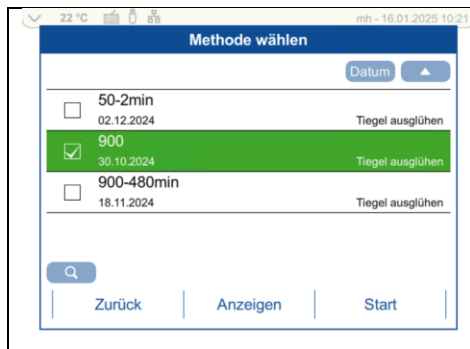 22 °C
mh - 16.01.2025 10:21
Methode wählen
Datum
50-2min
02.12.2024 Tiegel ausglühen
900
30.10.2024 Tiegel ausglühen
900-480min
18.11.2024 Tiegel ausglühen
Zurück Anzeigen Start